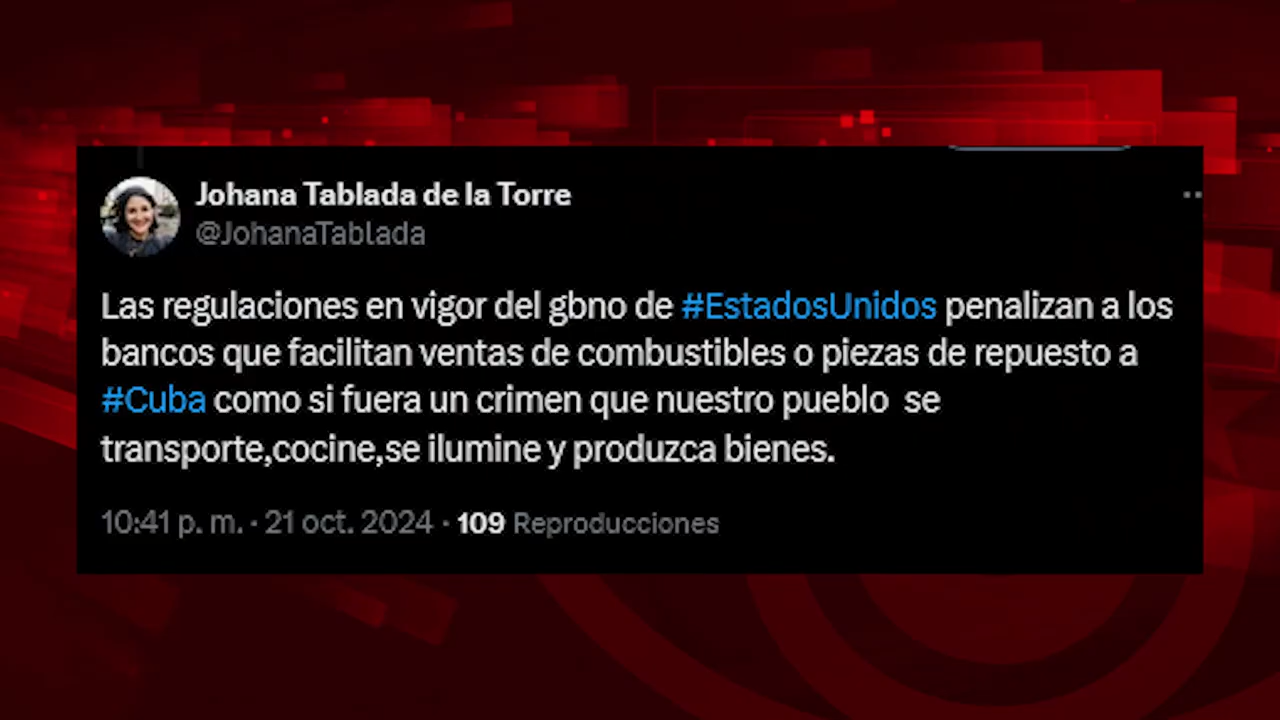 Johana Tablada de la Torre
@JohanaTablada
Las regulaciones en vigor del gbno de #EstadosUnidos penalizan a los
bancos que facilitan ventas de combustibles o piezas de repuesto a
#Cuba como si fuera un crimen que nuestro pueblo  se
transporte,cocine,se ilumine y produzca bienes.
10:41 p. m. · 21 oct. 2024 · 109 Reproducciones